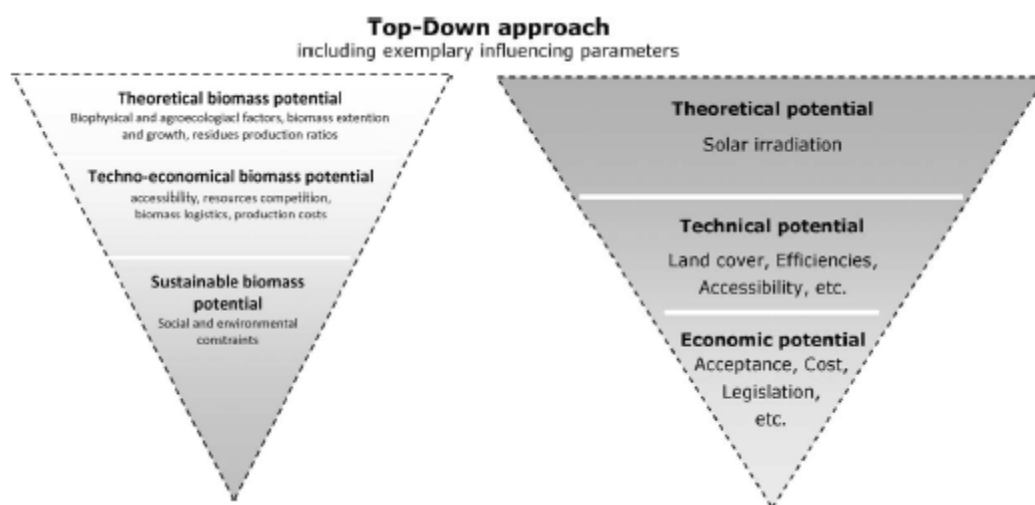 Top-Down approach
including exemplary influencing parameters
Theoretical biomass potential
Biophysical and agroecologiacl factors, biomass extention
and growth, residues production ratios
Techno-economical biomass potential
accessibility, resources competition,
biomass logistics, production costs
Sustainable biomass
potential
Social and environmental
constraints
Theoretical potential
Solar irradiation
Technical potential
Land cover, Efficiencies,
Accessibility, etc.
Economic potential
Acceptance, Cost,
Legislation,
etc.